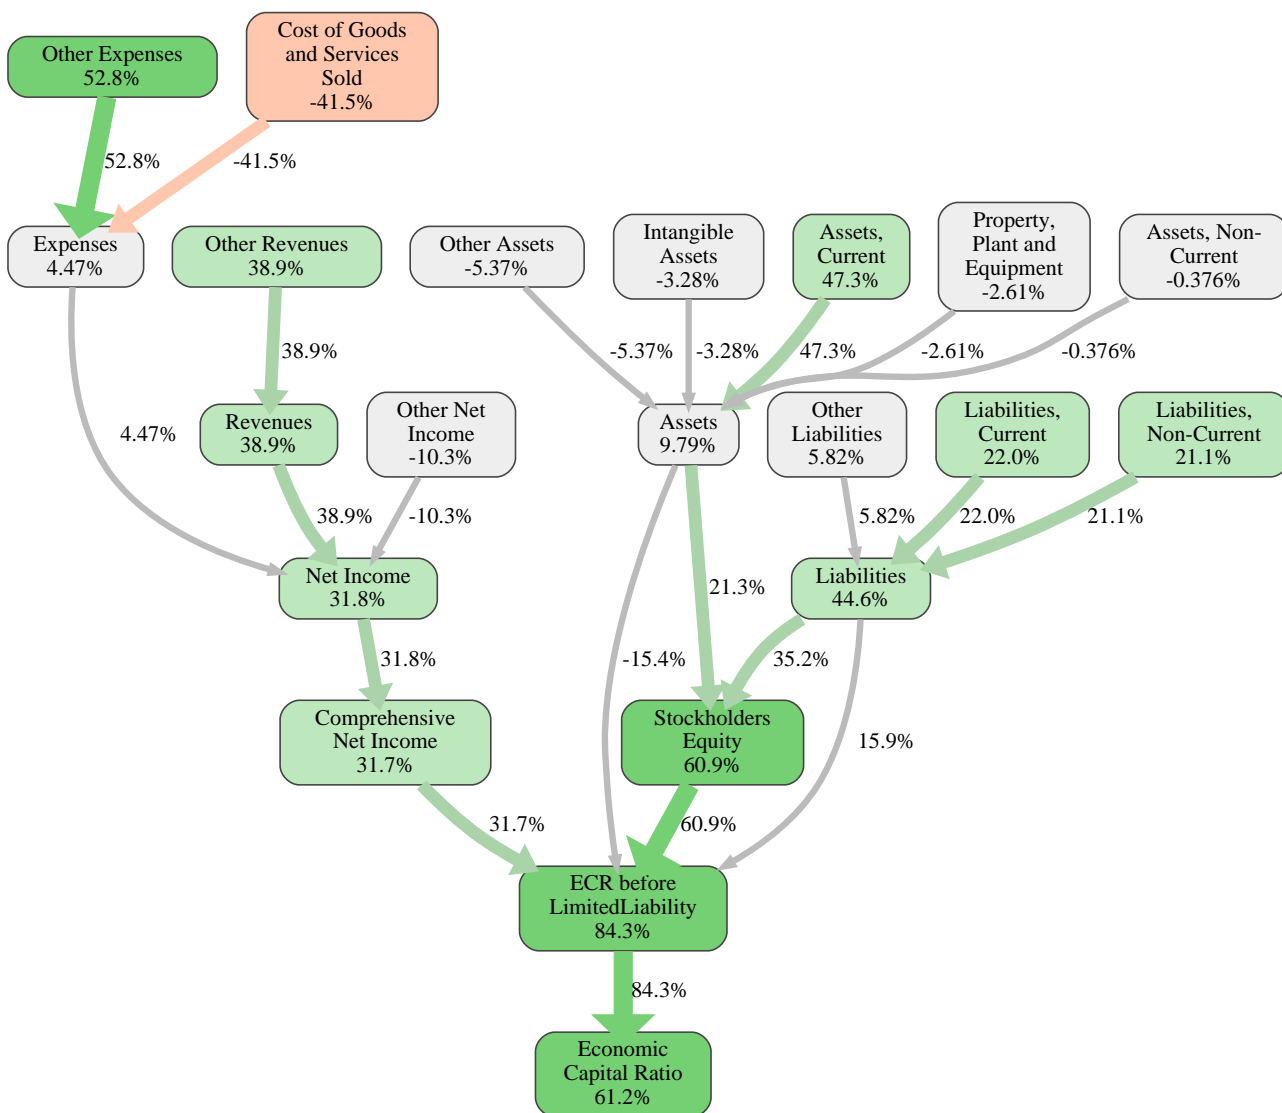 Cost of Goods
and Services
Sold
-41.5%
Other Expenses
52.8%
52.8%
-41.5%
Expenses
4.47%
Other Revenues
38.9%
Other Assets
-5.37%
Intangible
Assets
-3.28%
Assets,
Current
47.3%
Property,
Plant and
Equipment
-2.61%
Assets, Non-
Current
-0.376%
38.9%
-5.37%
-3.28%
47.3%
-2.61%
-0.376%
4.47%
Revenues
38.9%
Other Net
Income
-10.3%
Assets
9.79%
Other
Liabilities
5.82%
Liabilities,
Current
22.0%
Liabilities,
Non-Current
21.1%
38.9%
-10.3%
5.82%
22.0%
21.1%
Net Income
31.8%
21.3%
Liabilities
44.6%
31.8%
-15.4%
35.2%
Comprehensive
Net Income
31.7%
Stockholders
Equity
60.9%
15.9%
31.7%
60.9%
ECR before
LimitedLiability
84.3%
84.3%
Economic
Capital Ratio
61.2%